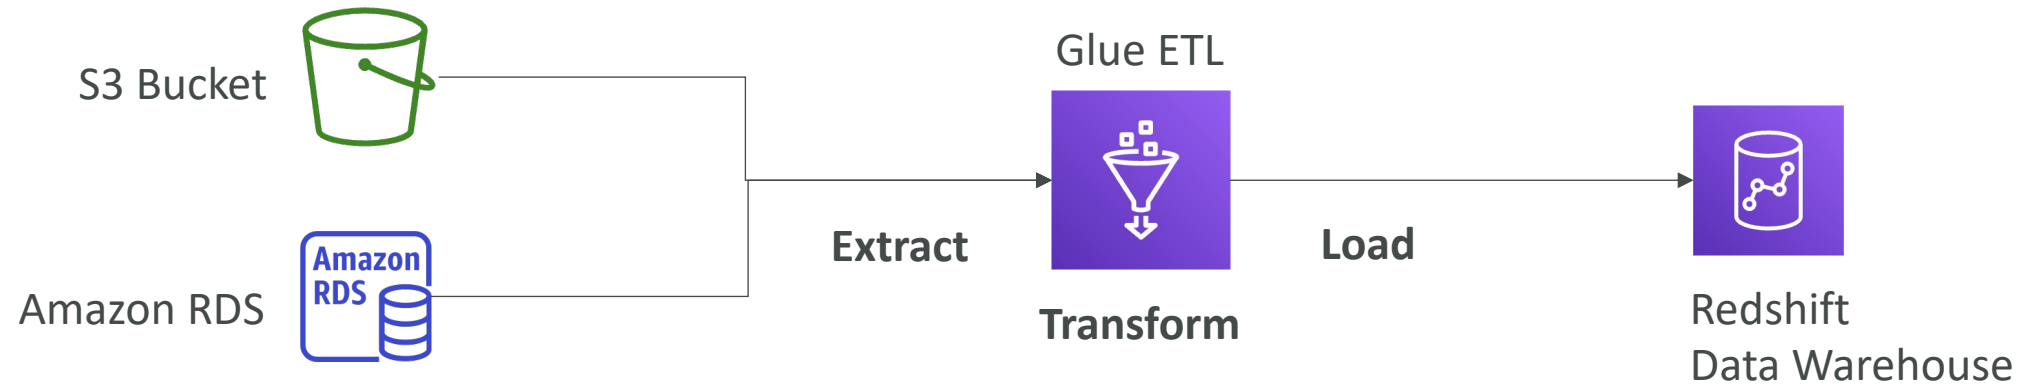 S3 Bucket
Glue ETL
Amazon
RDS
Amazon RDS
Extract
Transform
Load
Redshift
Data Warehouse